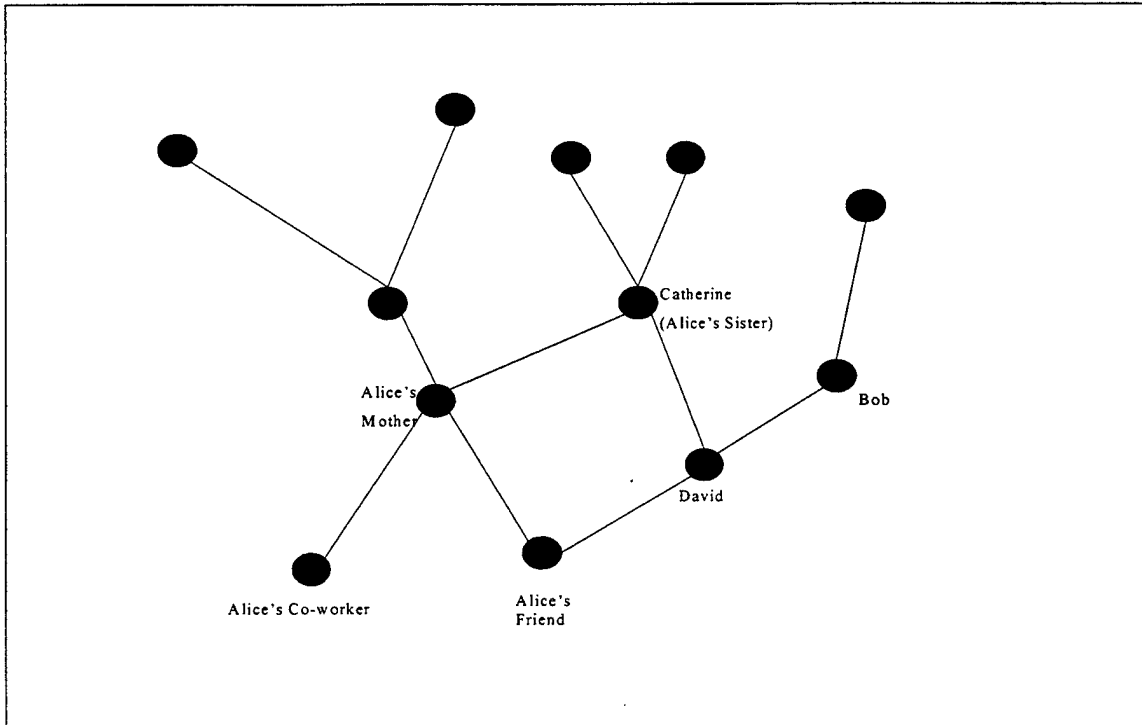 Catherine
(Alice's Sister)
Alice's
Mother
Bob
David
Alice's Co-worker
Alice's
Friend